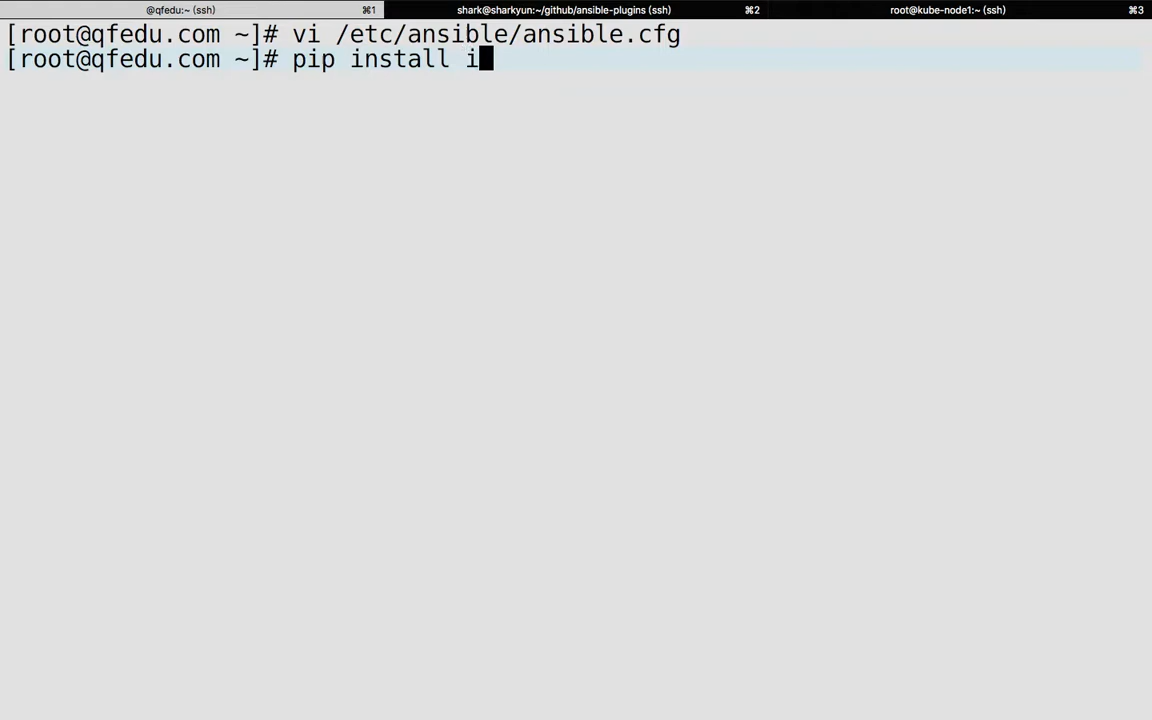 @qfedu:~ (ssh) ⌘1 shark@sharkyun:~/github/ansible-plugins (ssh) ⌘2 root@kube-node1:~ (ssh) ⌘3
[root@qfedu.com ~]# vi /etc/ansible/ansible.cfg
[root@qfedu.com ~]# pip install i